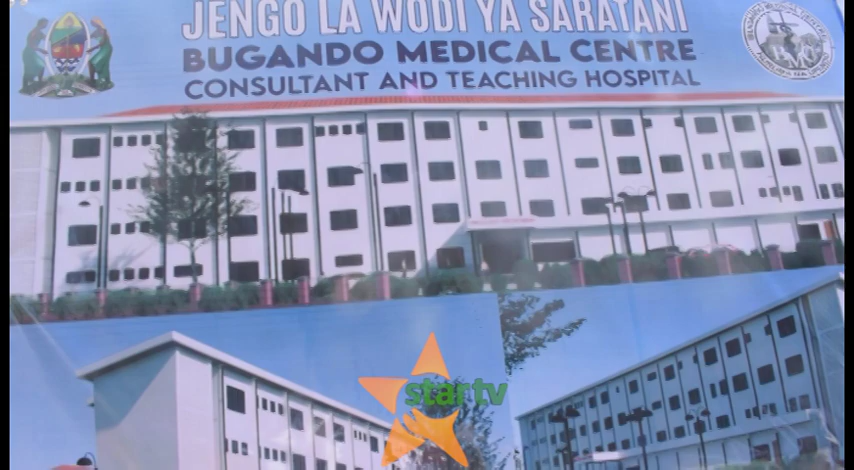 JENGO LA WODI YA SARATANI
BUGANDO MEDICAL CENTRE
CONSULTANT AND TEACHING HOSPITAL
startv